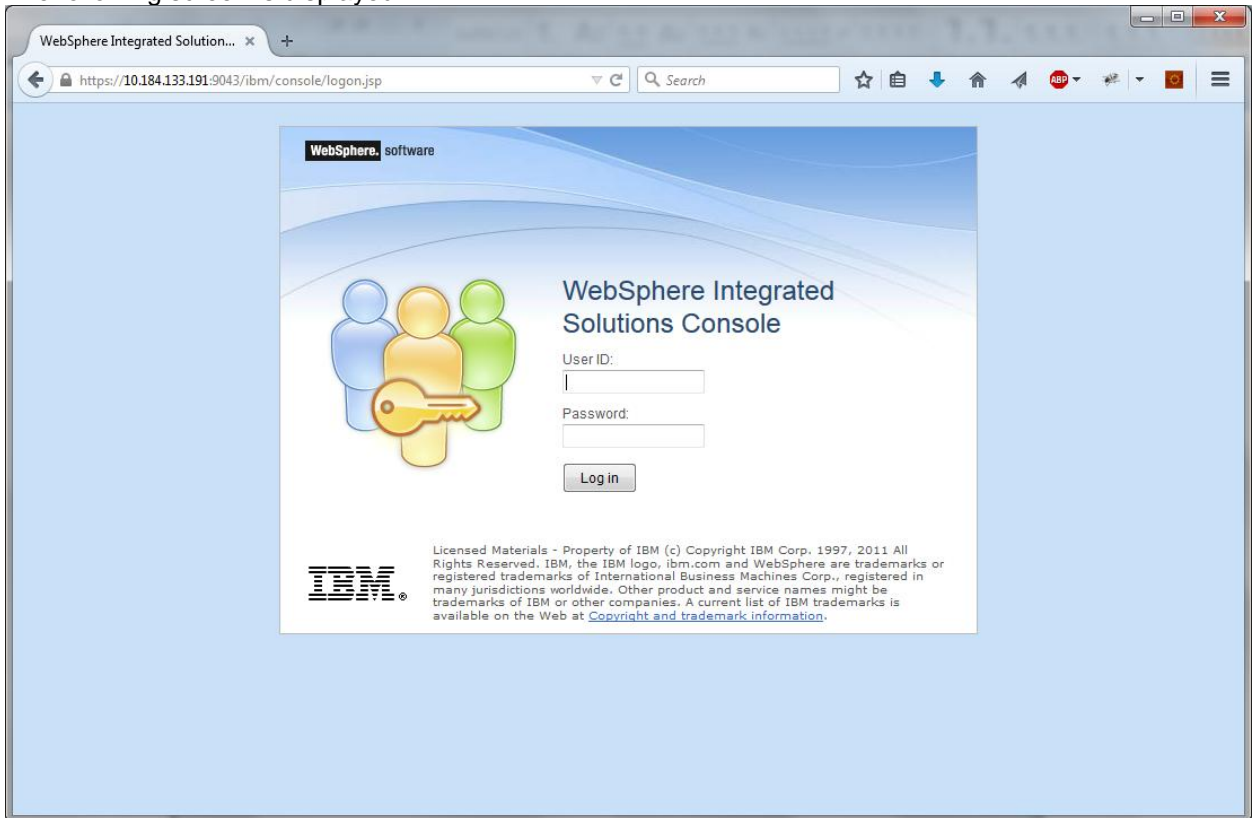 WebSphere Integrated Solution...
https://10.184.133.191:9043/ibm/console/logon.jsp
Search
ABP
WebSphere. software
WebSphere Integrated
Solutions Console
User ID:
Password:
Log in
Licensed Materials - Property of IBM (c) Copyright IBM Corp. 1997, 2011 All
Rights Reserved. IBM, the IBM logo, ibm.com and WebSphere are trademarks or
registered trademarks of International Business Machines Corp., registered in
many jurisdictions worldwide. Other product and service names might be
trademarks of IBM or other companies. A current list of IBM trademarks is
available on the Web at Copyright and trademark information.
IBM®